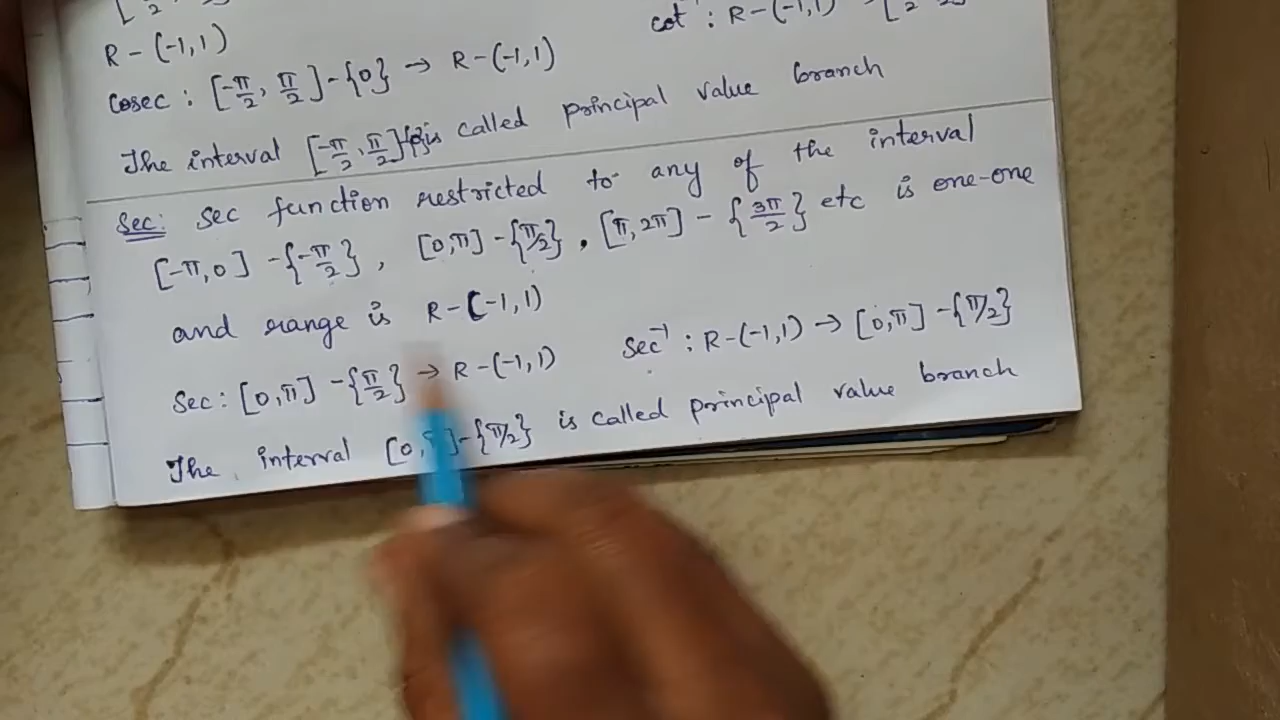 R - (-1, 1)
cot⁻¹ : R - (-1, 1)
cosec : [-π/2, π/2] - {0} → R - (-1, 1)
The interval [-π/2, π/2] - {0} is called principal value branch
Sec: Sec function restricted to any of the interval
[-π, 0] - {-π/2}, [0, π] - {π/2}, [π, 2π] - {3π/2} etc is one-one
and range is R - (-1, 1)
Sec : [0, π] - {π/2} → R - (-1, 1) Sec⁻¹ : R - (-1, 1) → [0, π] - {π/2}
The interval [0, π] - {π/2} is called principal value branch